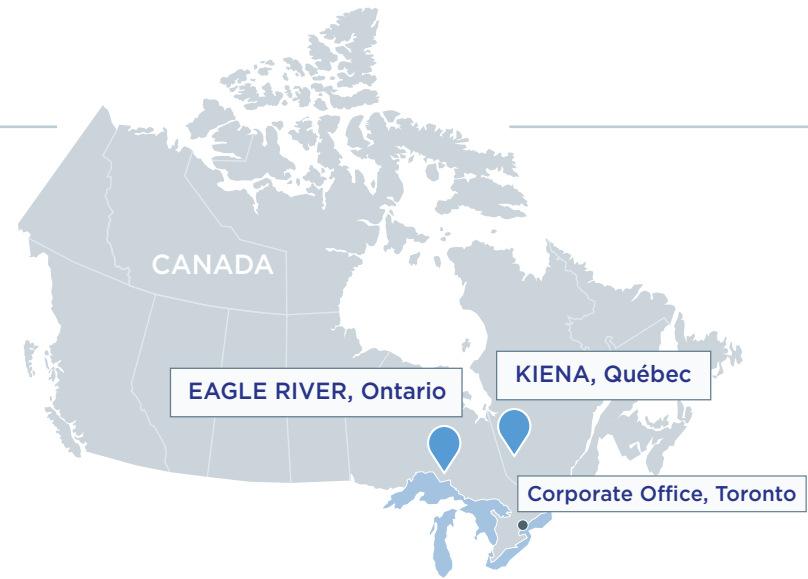 CANADA
KIENA, Québec
EAGLE RIVER, Ontario
Corporate Office, Toronto